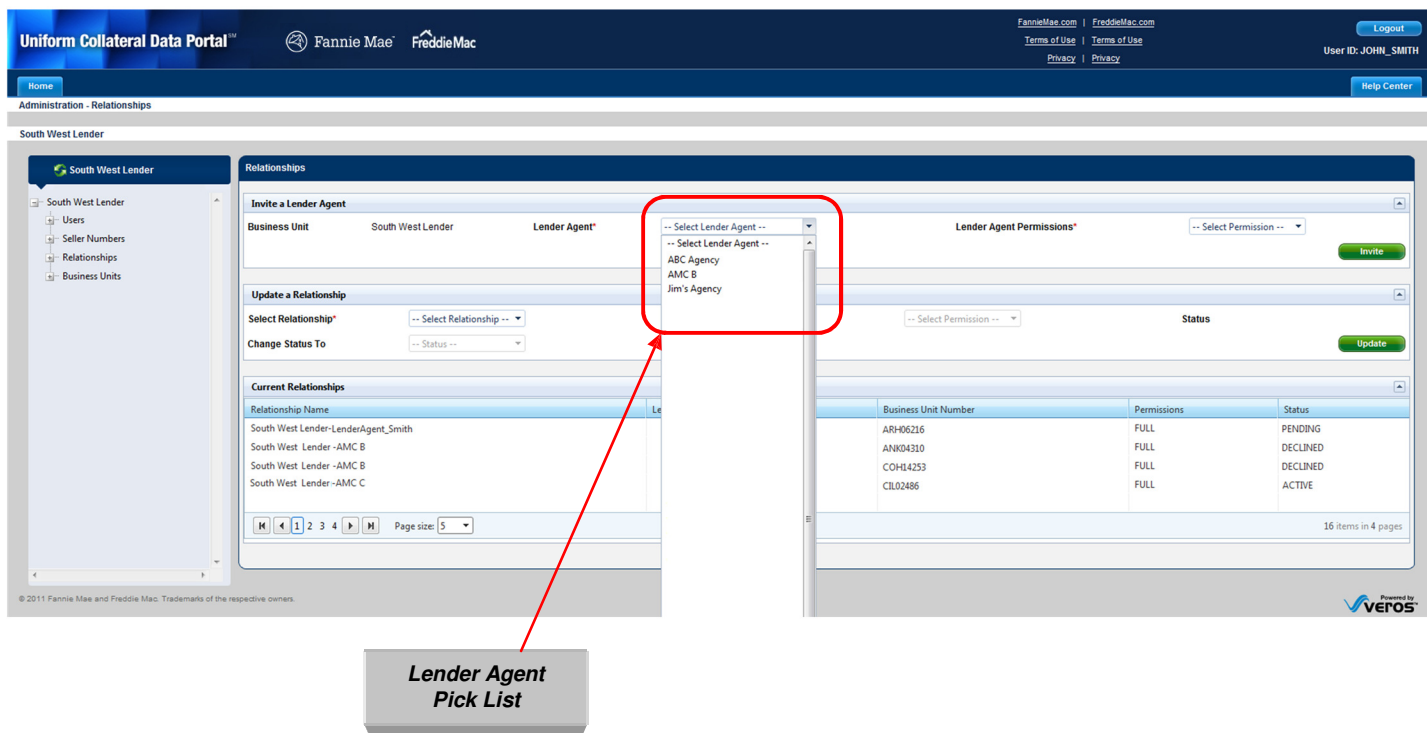 FannieMae.com | FreddieMac.com
Logout
Uniform Collateral Data Portal℠ Fannie Mae® Freddie Mac
Terms of Use | Terms of Use
User ID: JOHN_SMITH
Privacy | Privacy
Home Help Center
Administration - Relationships
South West Lender
South West Lender
South West Lender
Users
Seller Numbers
Relationships
Business Units
Relationships
Invite a Lender Agent
Business Unit South West Lender Lender Agent* -- Select Lender Agent -- Lender Agent Permissions* -- Select Permission --
-- Select Lender Agent --
ABC Agency
AMC B
Jim's Agency
Invite
Update a Relationship
Select Relationship* -- Select Relationship -- -- Select Permission -- Status
Change Status To -- Status -- Update
Current Relationships
Relationship Name Le Business Unit Number Permissions Status
South West Lender-LenderAgent_Smith ARH06216 FULL PENDING
South West Lender -AMC B ANK04310 FULL DECLINED
South West Lender -AMC B COH14253 FULL DECLINED
South West Lender -AMC C CIL02486 FULL ACTIVE
1 2 3 4 Page size: 5 16 items in 4 pages
© 2011 Fannie Mae and Freddie Mac. Trademarks of the respective owners.
Powered by
veros™
Lender Agent
Pick List